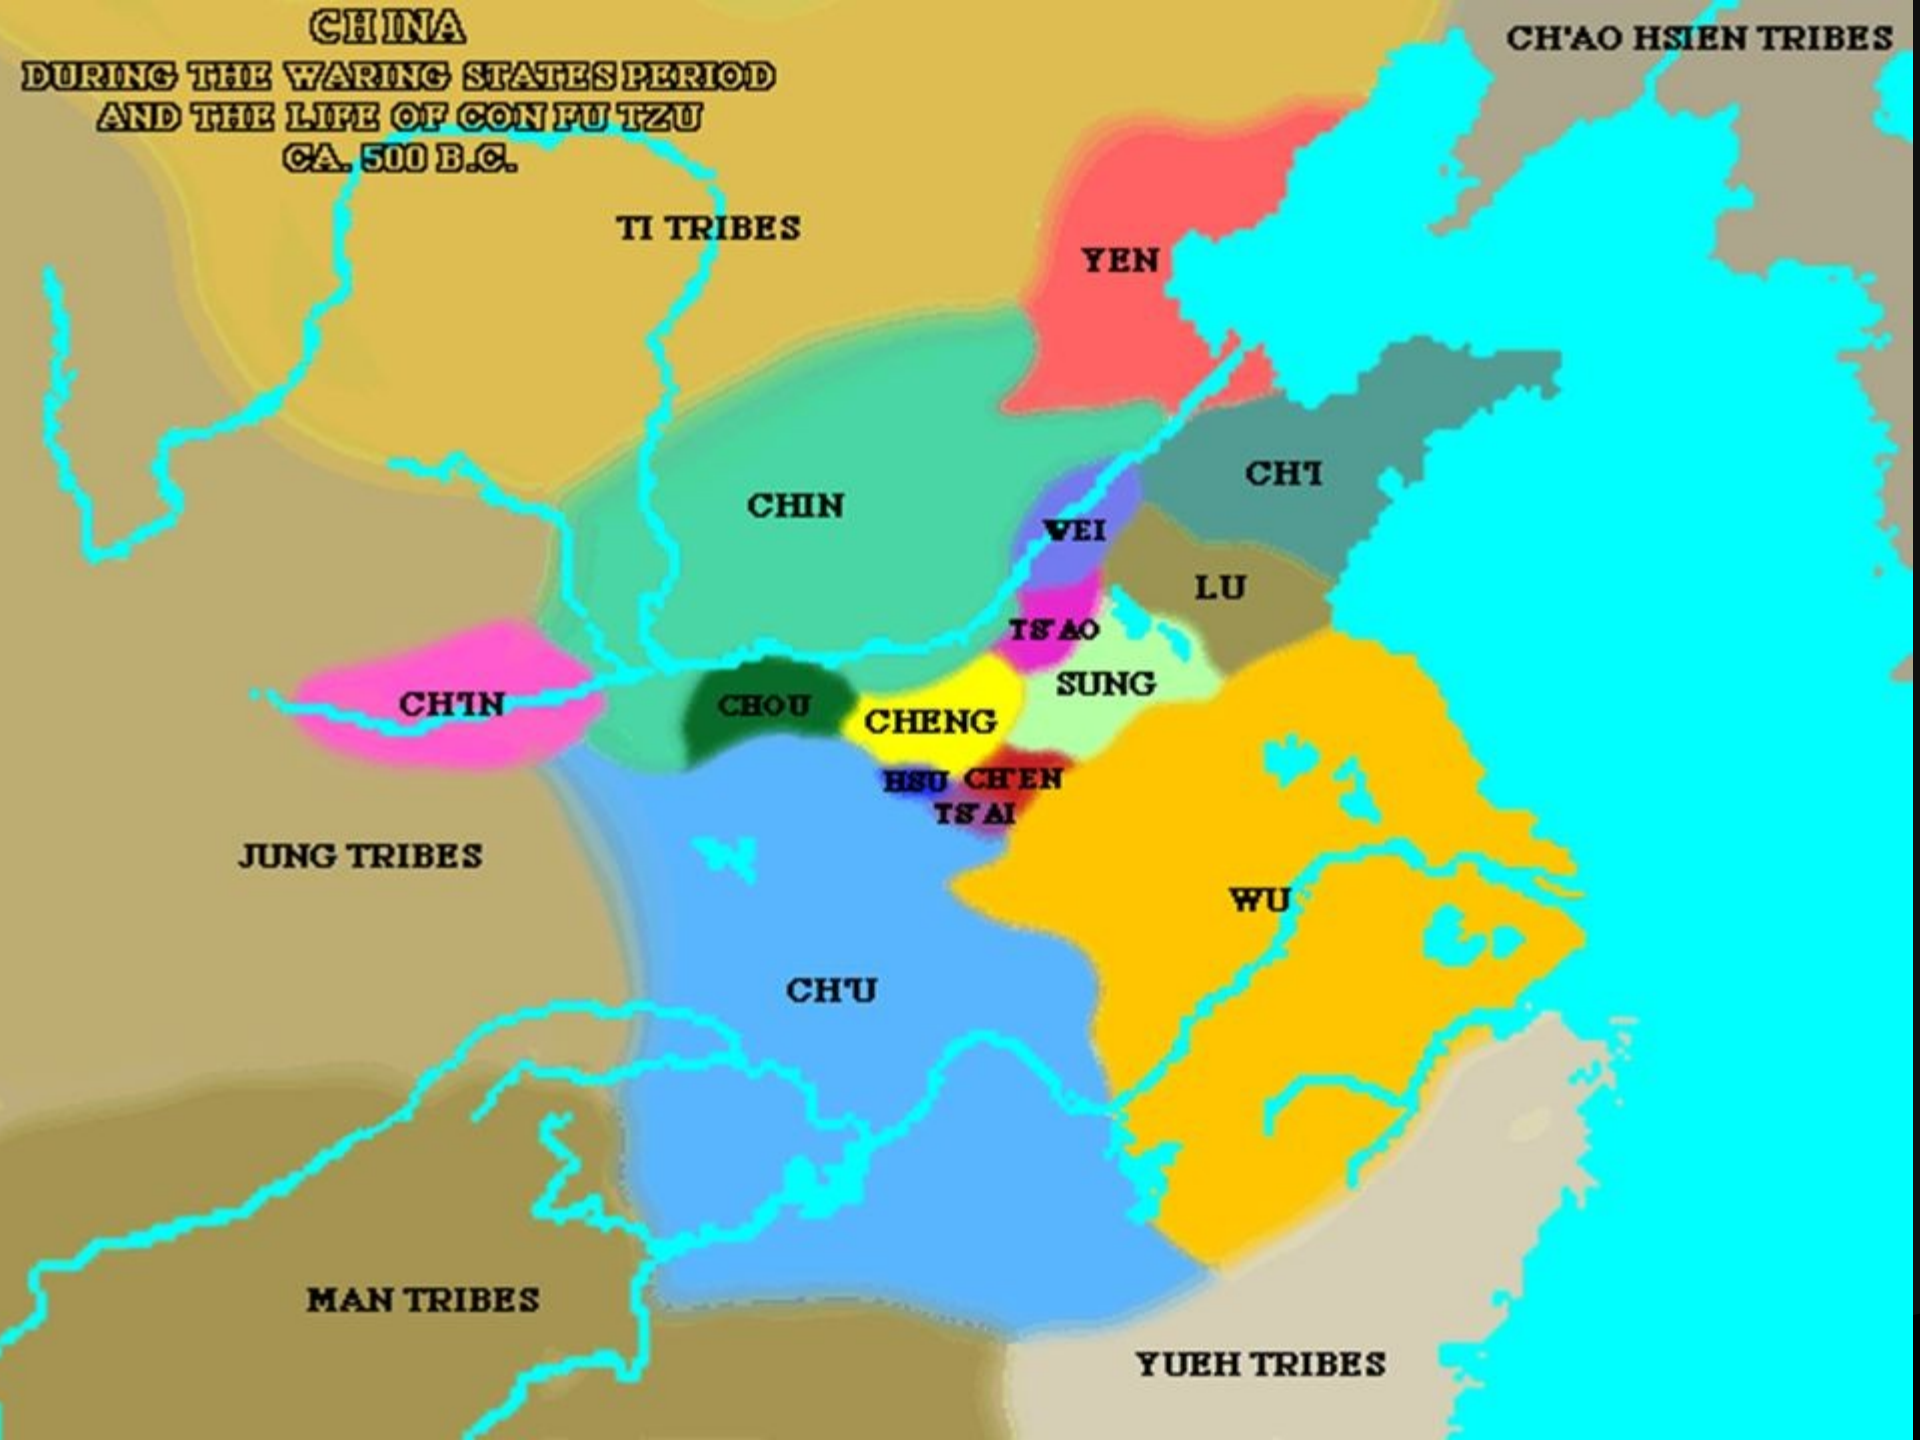 CHINA
DURING THE WARING STATES PERIOD
AND THE LIFE OF CON FU TZU
CA. 500 B.C.
CH'AO HSIEN TRIBES
TI TRIBES
YEN
CHIN
CH'I
WEI
LU
TS'AO
SUNG
CH'IN
CHOU
CHENG
HSU
CH'EN
TS'AI
JUNG TRIBES
WU
CH'U
MAN TRIBES
YUEH TRIBES